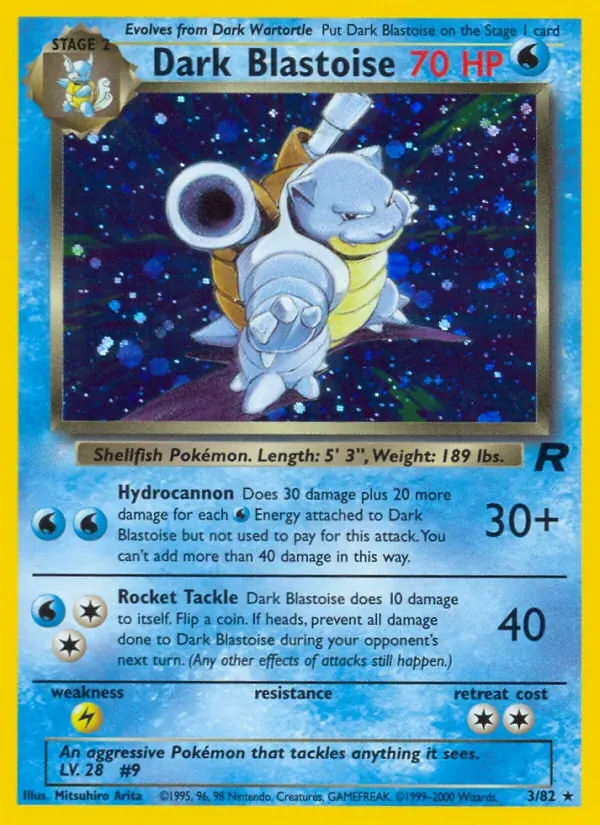 Evolves from Dark Wartortle Put Dark Blastoise on the Stage 1 card
STAGE 2
Dark Blastoise 70 HP
Shellfish Pokémon. Length: 5' 3", Weight: 189 lbs.
R
Hydrocannon Does 30 damage plus 20 more
damage for each Energy attached to Dark
Blastoise but not used to pay for this attack. You
can't add more than 40 damage in this way.
30+
Rocket Tackle Dark Blastoise does 10 damage
to itself. Flip a coin. If heads, prevent all damage
done to Dark Blastoise during your opponent's
next turn. (Any other effects of attacks still happen.)
40
weakness resistance retreat cost
An aggressive Pokémon that tackles anything it sees.
LV. 28 #9
Illus. Mitsuhiro Arita ©1995, 96, 98 Nintendo, Creatures, GAMEFREAK. ©1999-2000 Wizards. 3/82 ★